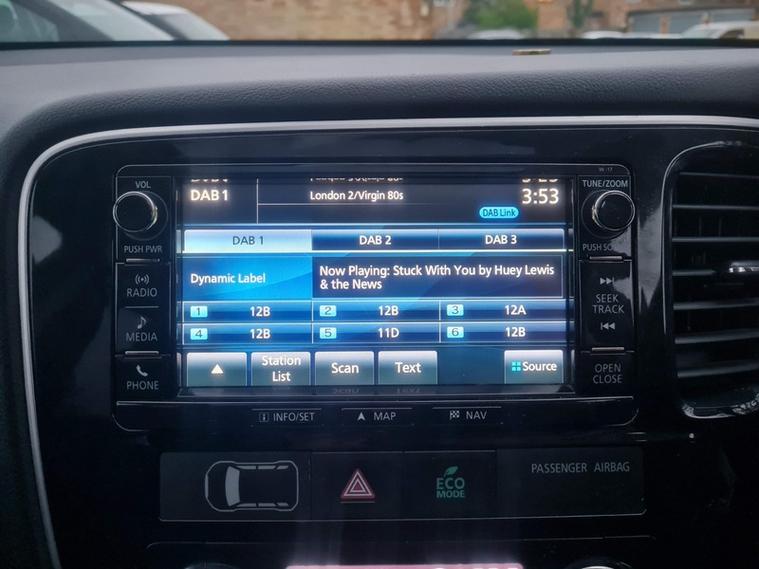 VOL
TUNE/ZOOM
DAB 1
London 2/Virgin 80s
3:53
DAB Link
PUSH PWR
DAB 1
DAB 2
DAB 3
RADIO
Dynamic Label
Now Playing: Stuck With You by Huey Lewis
& the News
SEEK
TRACK
1 12B
2 12B
3 12A
4 12B
5 11D
6 12B
MEDIA
PHONE
Station
List
Scan
Text
Source
OPEN
CLOSE
INFO/SET
MAP
NAV
ECO
MODE
PASSENGER AIRBAG